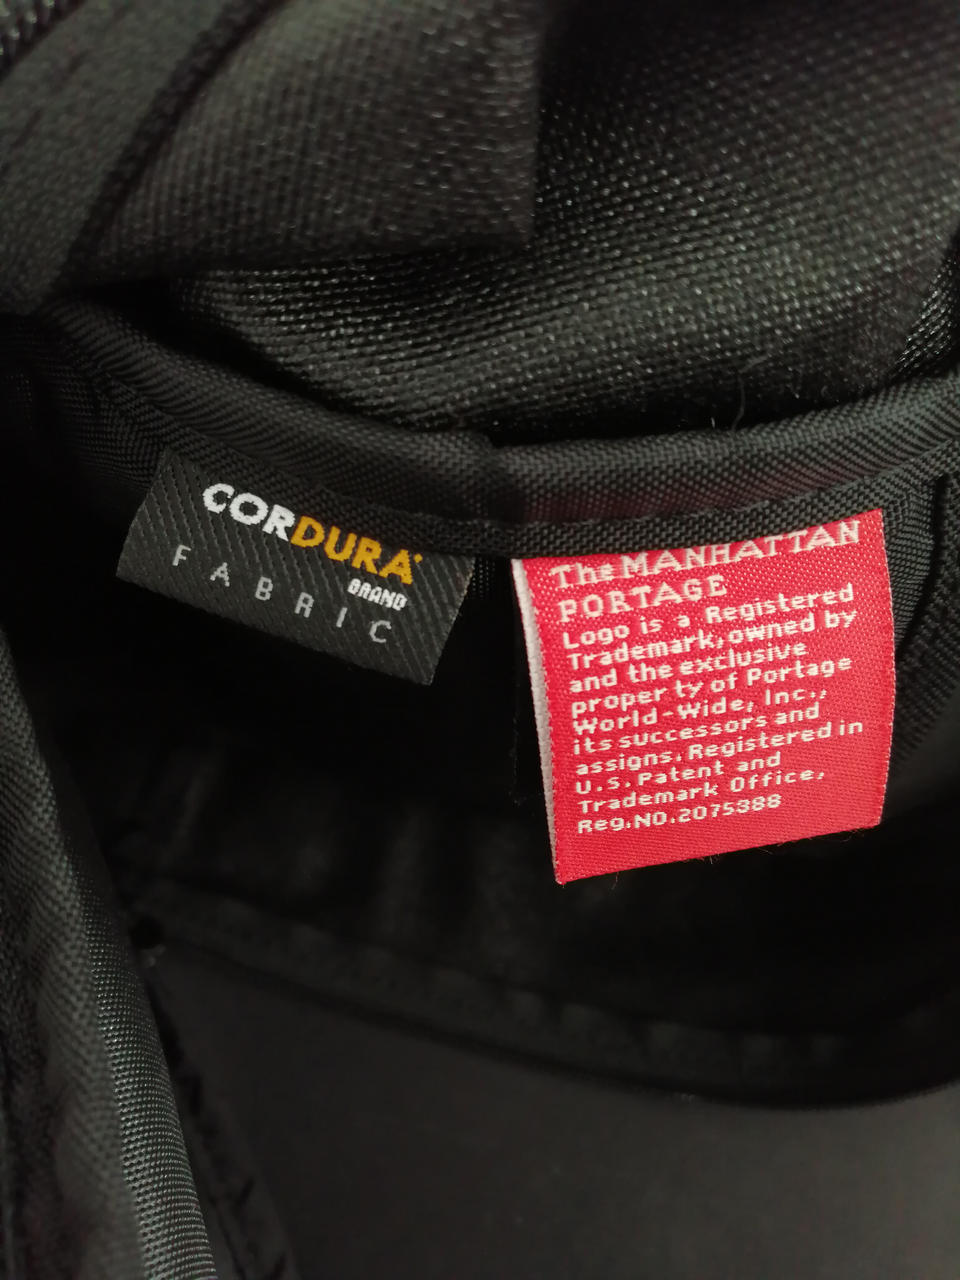 CORDURA
BRAND
FABRIC
The MANHATTAN
PORTAGE
Logo is a Registered
Trademark, owned by
and the exclusive
property of Portage
World-Wide, Inc.,
its successors and
assigns. Registered in
U.S. Patent and
Trademark Office,
Reg.NO.2075388